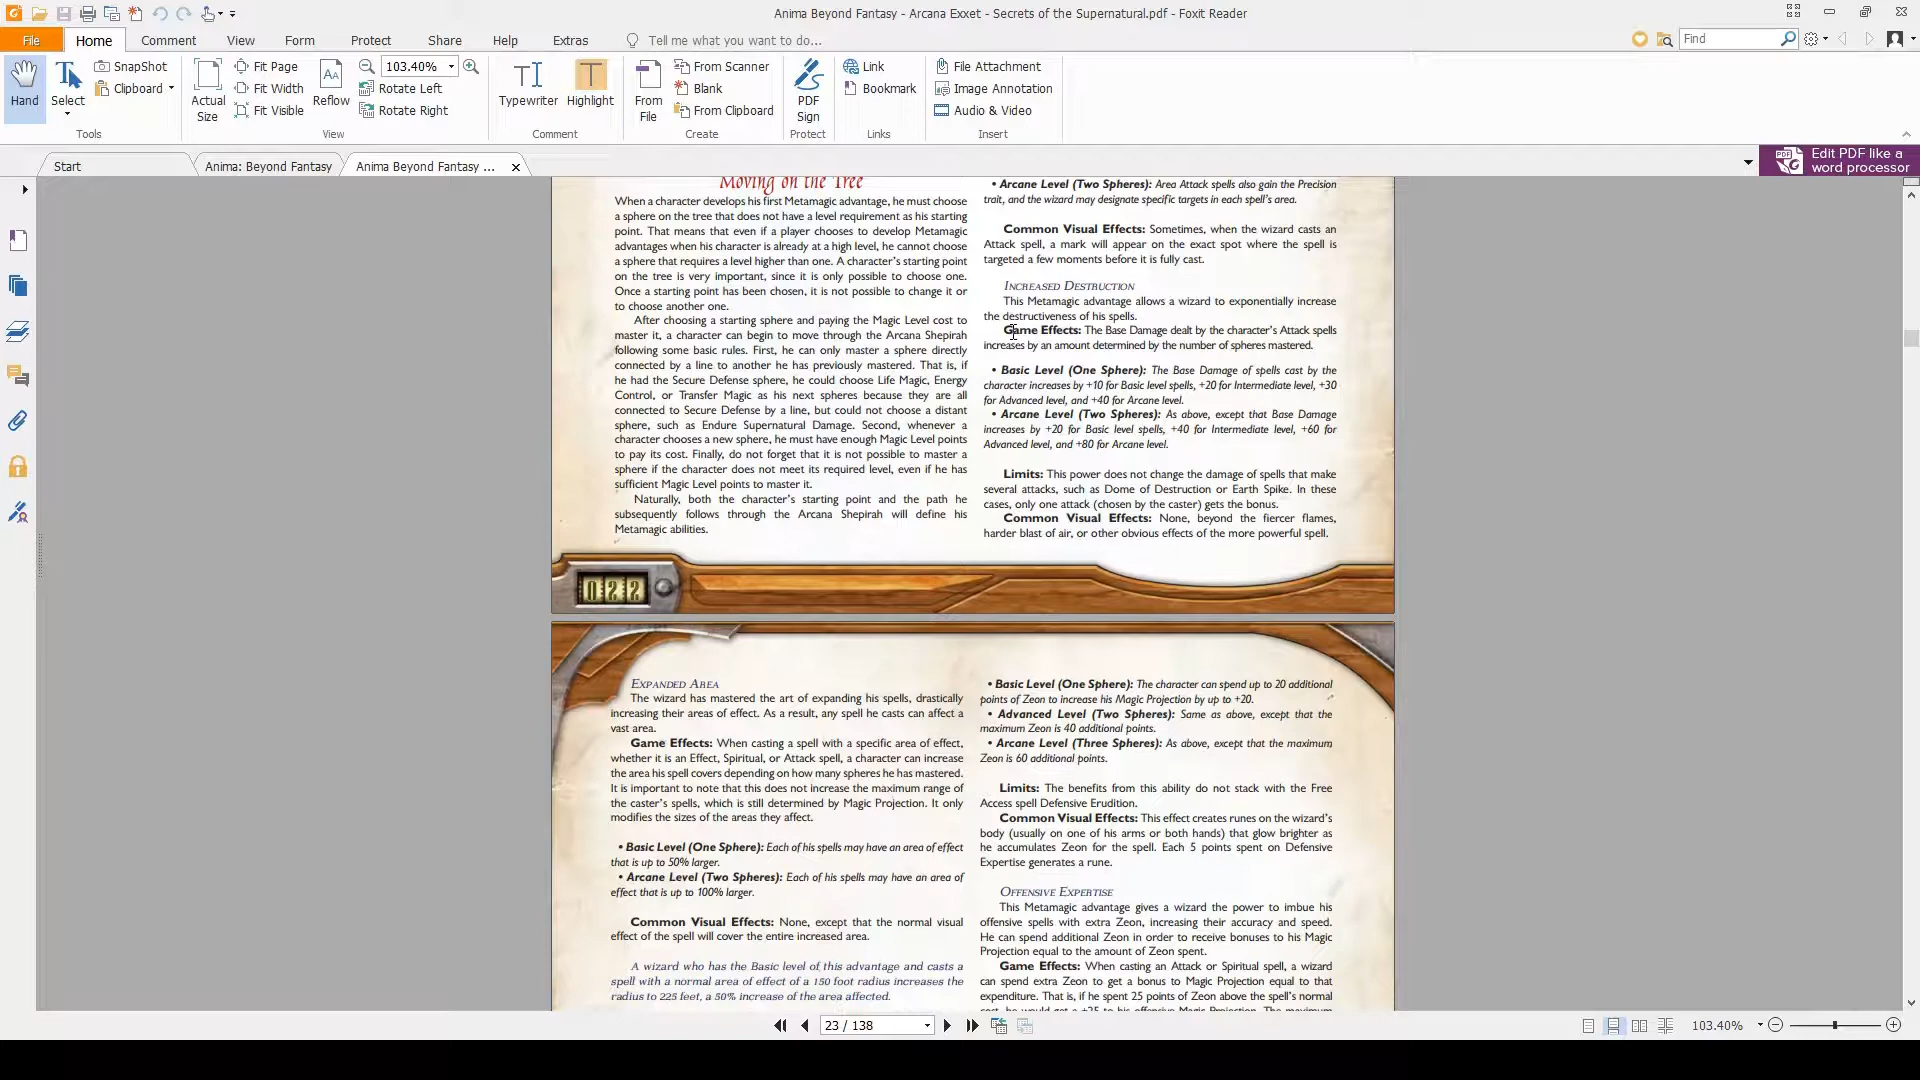 Anima Beyond Fantasy - Arcana Exxet - Secrets of the Supernatural.pdf - Foxit Reader
File
Home
Comment
View
Form
Protect
Share
Help
Extras
Tell me what you want to do...
Find
Hand
Select
SnapShot
Clipboard
Tools
Actual
Size
Fit Page
Fit Width
Fit Visible
Reflow
103.40%
Rotate Left
Rotate Right
View
Typewriter
Highlight
Comment
From
File
From Scanner
Blank
From Clipboard
Create
PDF
Sign
Protect
Link
Bookmark
Links
File Attachment
Image Annotation
Audio & Video
Insert
Start
Anima: Beyond Fantasy
Anima Beyond Fantasy ...
Edit PDF like a
word processor
Moving on the Tree
When a character develops his first Metamagic advantage, he must choose
a sphere on the tree that does not have a level requirement as his starting
point. That means that even if a player chooses to develop Metamagic
advantages when his character is already at a high level, he cannot choose
a sphere that requires a level higher than one. A character's starting point
on the tree is very important, since it is only possible to choose one.
Once a starting point has been chosen, it is not possible to change it or
to choose another one.
After choosing a starting sphere and paying the Magic Level cost to
master it, a character can begin to move through the Arcana Shepirah
following some basic rules. First, he can only master a sphere directly
connected by a line to another he has previously mastered. That is, if
he had the Secure Defense sphere, he could choose Life Magic, Energy
Control, or Transfer Magic as his next spheres because they are all
connected to Secure Defense by a line, but could not choose a distant
sphere, such as Endure Supernatural Damage. Second, whenever a
character chooses a new sphere, he must have enough Magic Level points
to pay its cost. Finally, do not forget that it is not possible to master a
sphere if the character does not meet its required level, even if he has
sufficient Magic Level points to master it.
Naturally, both the character's starting point and the path he
subsequently follows through the Arcana Shepirah will define his
Metamagic abilities.
• Arcane Level (Two Spheres): Area Attack spells also gain the Precision
trait, and the wizard may designate specific targets in each spell's area.
Common Visual Effects: Sometimes, when the wizard casts an
Attack spell, a mark will appear on the exact spot where the spell is
targeted a few moments before it is fully cast.
Increased Destruction
This Metamagic advantage allows a wizard to exponentially increase
the destructiveness of his spells.
Game Effects: The Base Damage dealt by the character's Attack spells
increases by an amount determined by the number of spheres mastered.
• Basic Level (One Sphere): The Base Damage of spells cast by the
character increases by +10 for Basic level spells, +20 for Intermediate level, +30
for Advanced level, and +40 for Arcane level.
• Arcane Level (Two Spheres): As above, except that Base Damage
increases by +20 for Basic level spells, +40 for Intermediate level, +60 for
Advanced level, and +80 for Arcane level.
Limits: This power does not change the damage of spells that make
several attacks, such as Dome of Destruction or Earth Spike. In these
cases, only one attack (chosen by the caster) gets the bonus.
Common Visual Effects: None, beyond the fiercer flames,
harder blast of air, or other obvious effects of the more powerful spell.
022
Expanded Area
The wizard has mastered the art of expanding his spells, drastically
increasing their areas of effect. As a result, any spell he casts can affect a
vast area.
Game Effects: When casting a spell with a specific area of effect,
whether it is an Effect, Spiritual, or Attack spell, a character can increase
the area his spell covers depending on how many spheres he has mastered.
It is important to note that this does not increase the maximum range of
the caster's spells, which is still determined by Magic Projection. It only
modifies the sizes of the areas they affect.
• Basic Level (One Sphere): Each of his spells may have an area of effect
that is up to 50% larger.
• Arcane Level (Two Spheres): Each of his spells may have an area of
effect that is up to 100% larger.
Common Visual Effects: None, except that the normal visual
effect of the spell will cover the entire increased area.
A wizard who has the Basic level of this advantage and casts a
spell with a normal area of effect of a 150 foot radius increases the
radius to 225 feet, a 50% increase of the area affected.
• Basic Level (One Sphere): The character can spend up to 20 additional
points of Zeon to increase his Magic Projection by up to +20.
• Advanced Level (Two Spheres): Same as above, except that the
maximum Zeon is 40 additional points.
• Arcane Level (Three Spheres): As above, except that the maximum
Zeon is 60 additional points.
Limits: The benefits from this ability do not stack with the Free
Access spell Defensive Erudition.
Common Visual Effects: This effect creates runes on the wizard's
body (usually on one of his arms or both hands) that glow brighter as
he accumulates Zeon for the spell. Each 5 points spent on Defensive
Expertise generates a rune.
Offensive Expertise
This Metamagic advantage gives a wizard the power to imbue his
offensive spells with extra Zeon, increasing their accuracy and speed.
He can spend additional Zeon in order to receive bonuses to his Magic
Projection equal to the amount of Zeon spent.
Game Effects: When casting an Attack or Spiritual spell, a wizard
can spend extra Zeon to get a bonus to Magic Projection equal to that
expenditure. That is, if he spent 25 points of Zeon above the spell's normal
cost, he would get a +25 to his offensive Magic Projection. The maximum
23 / 138
103.40%